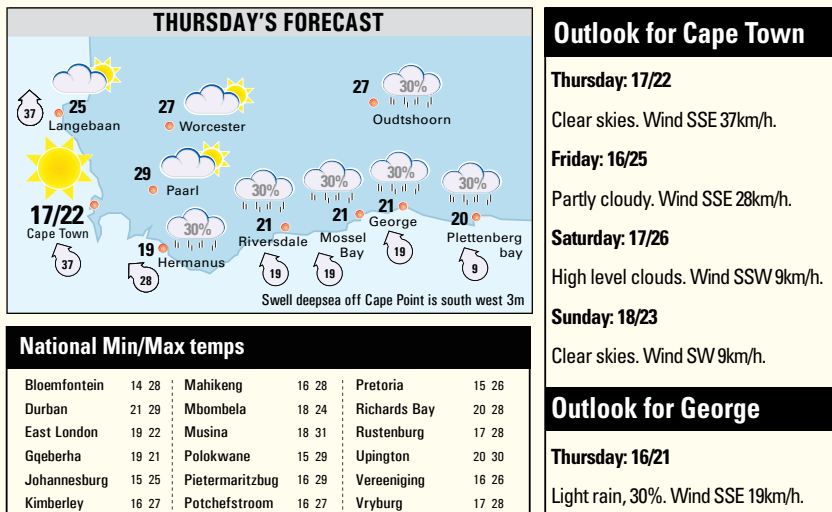 THURSDAY'S FORECAST
37
25
Langebaan
27
Worcester
27
30%
Oudtshoorn
29
Paarl
17/22
Cape Town
37
30%
19
Hermanus
28
30%
21
Riversdale
19
30%
21
Mossel
Bay
19
30%
21
George
19
30%
20
Plettenberg
bay
9
Swell deepsea off Cape Point is south west 3m
National Min/Max temps
Bloemfontein 14 28 Mahikeng 16 28 Pretoria 15 26
Durban 21 29 Mbombela 18 24 Richards Bay 20 28
East London 19 22 Musina 18 31 Rustenburg 17 28
Gqeberha 19 21 Polokwane 15 29 Upington 20 30
Johannesburg 15 25 Pietermaritzbug 16 29 Vereeniging 16 26
Kimberley 16 27 Potchefstroom 16 27 Vryburg 17 28
Outlook for Cape Town
Thursday: 17/22
Clear skies. Wind SSE 37km/h.
Friday: 16/25
Partly cloudy. Wind SSE 28km/h.
Saturday: 17/26
High level clouds. Wind SSW 9km/h.
Sunday: 18/23
Clear skies. Wind SW 9km/h.
Outlook for George
Thursday: 16/21
Light rain, 30%. Wind SSE 19km/h.